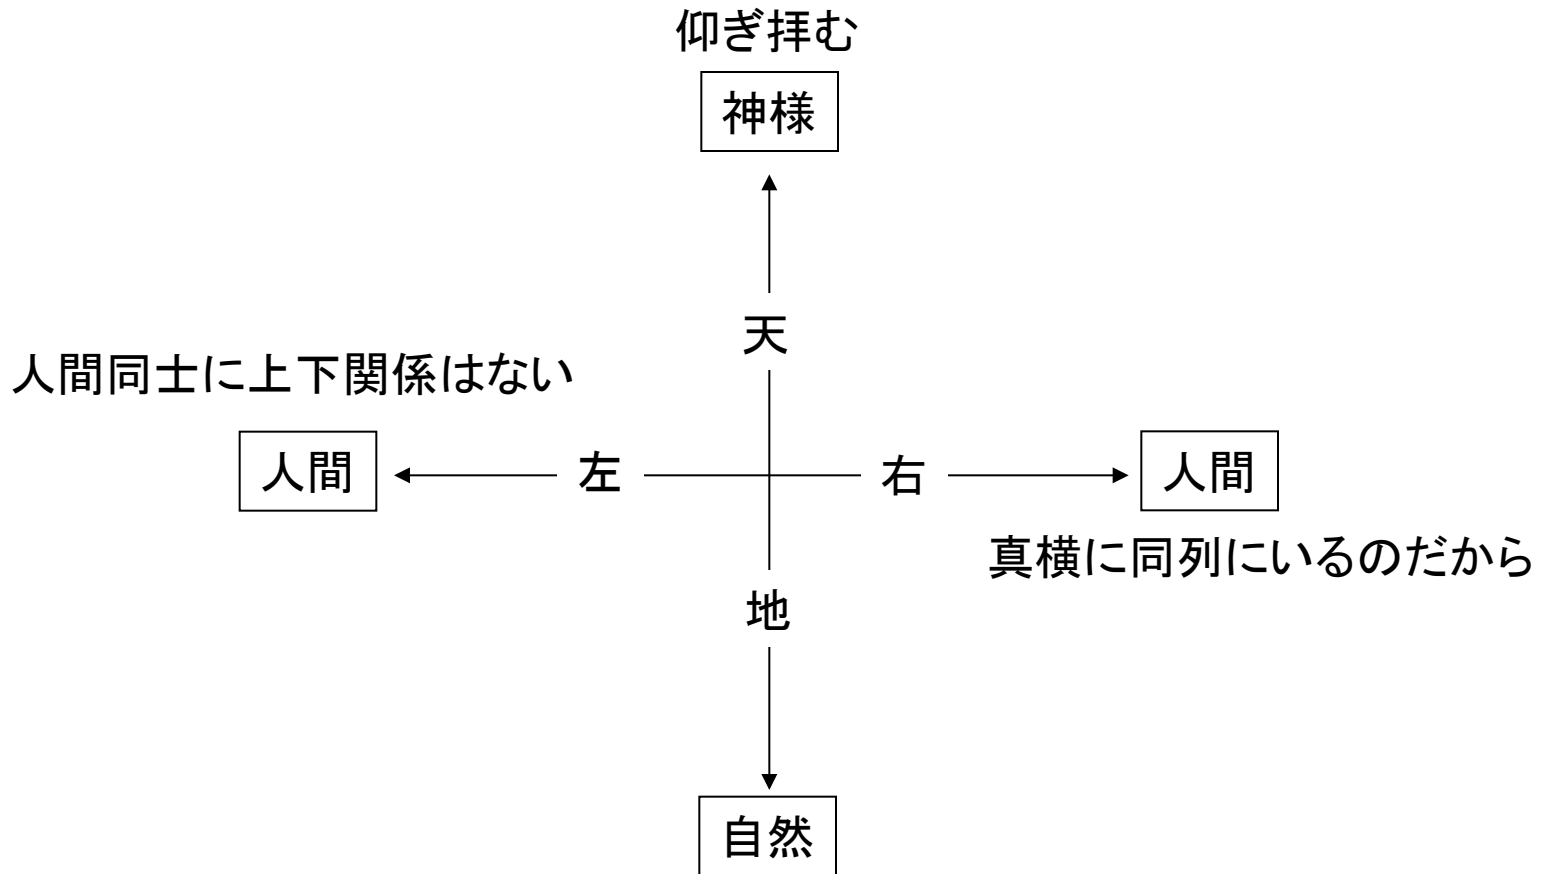 仰ぎ拝む
神様
天
人間同士に上下関係はない
人間
左
右
人間
真横に同列にいるのだから
地
自然